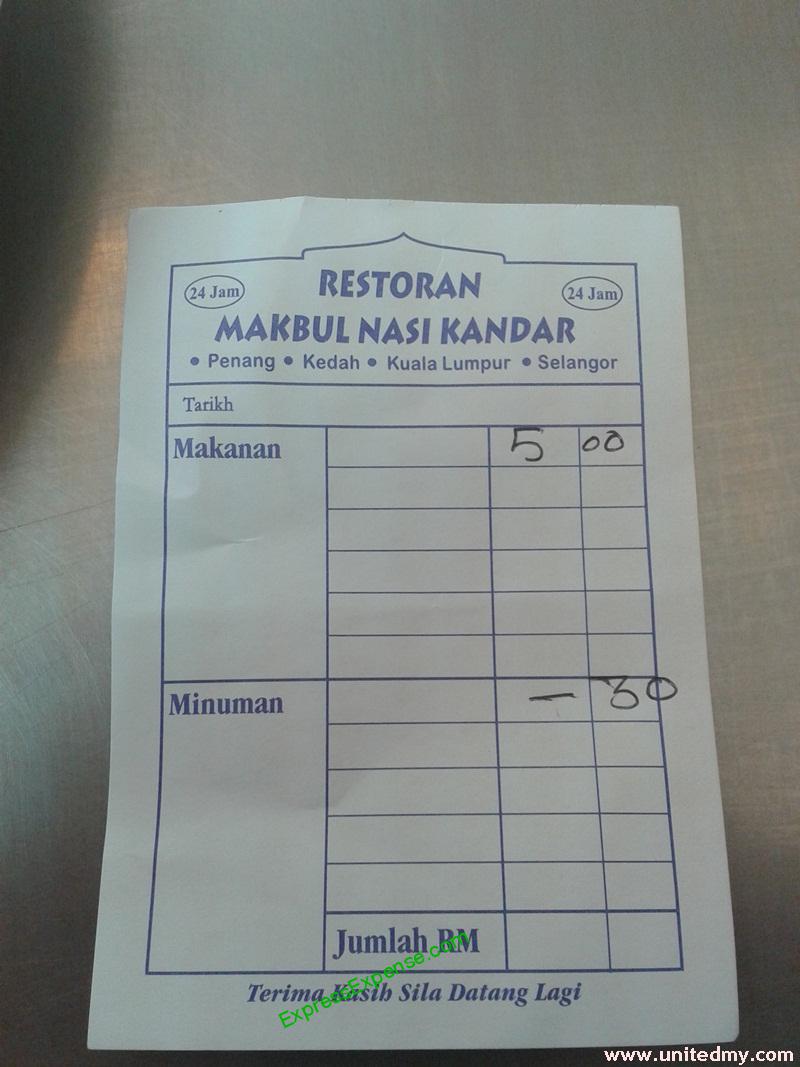 RESTORAN
24 Jam 24 Jam
MAKBUL NASI KANDAR
• Penang • Kedah • Kuala Lumpur • Selangor
Tarikh
Makanan 5 00
Minuman — 30
Jumlah RM
Terima Kasih Sila Datang Lagi
ExpressExpense.com
www.unitedmy.com